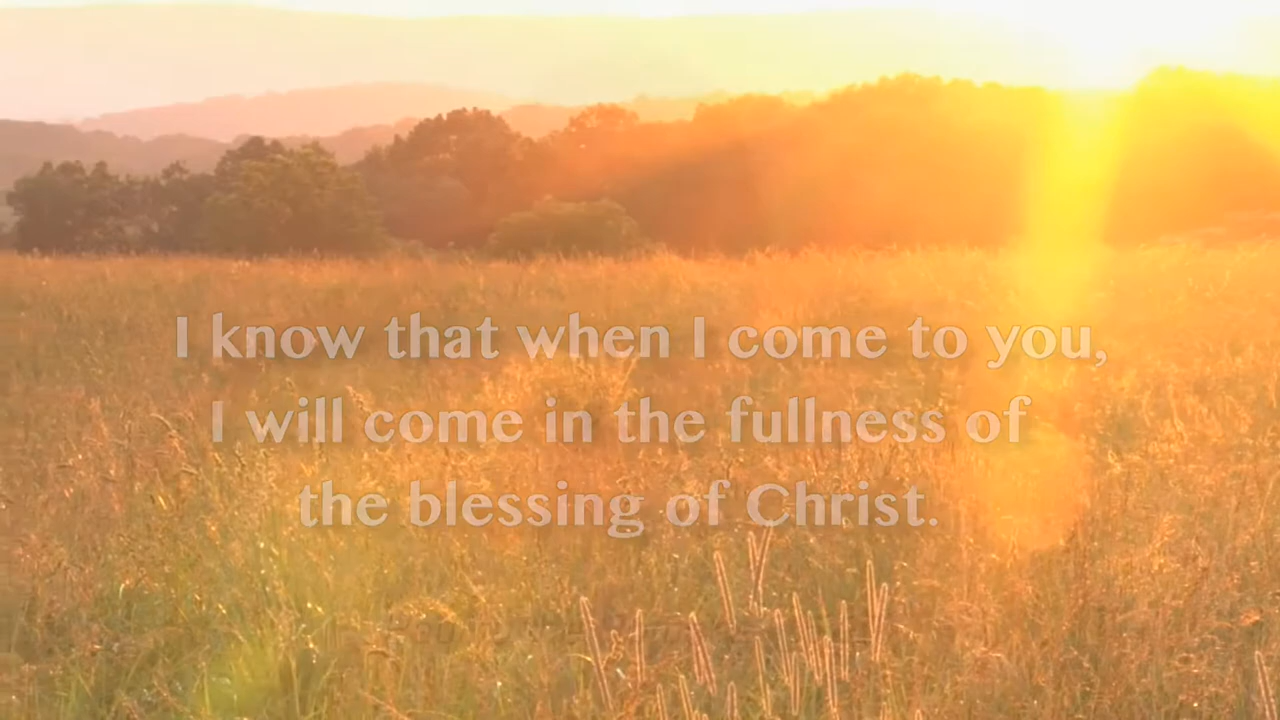 I know that when I come to you,
I will come in the fullness of
the blessing of Christ.